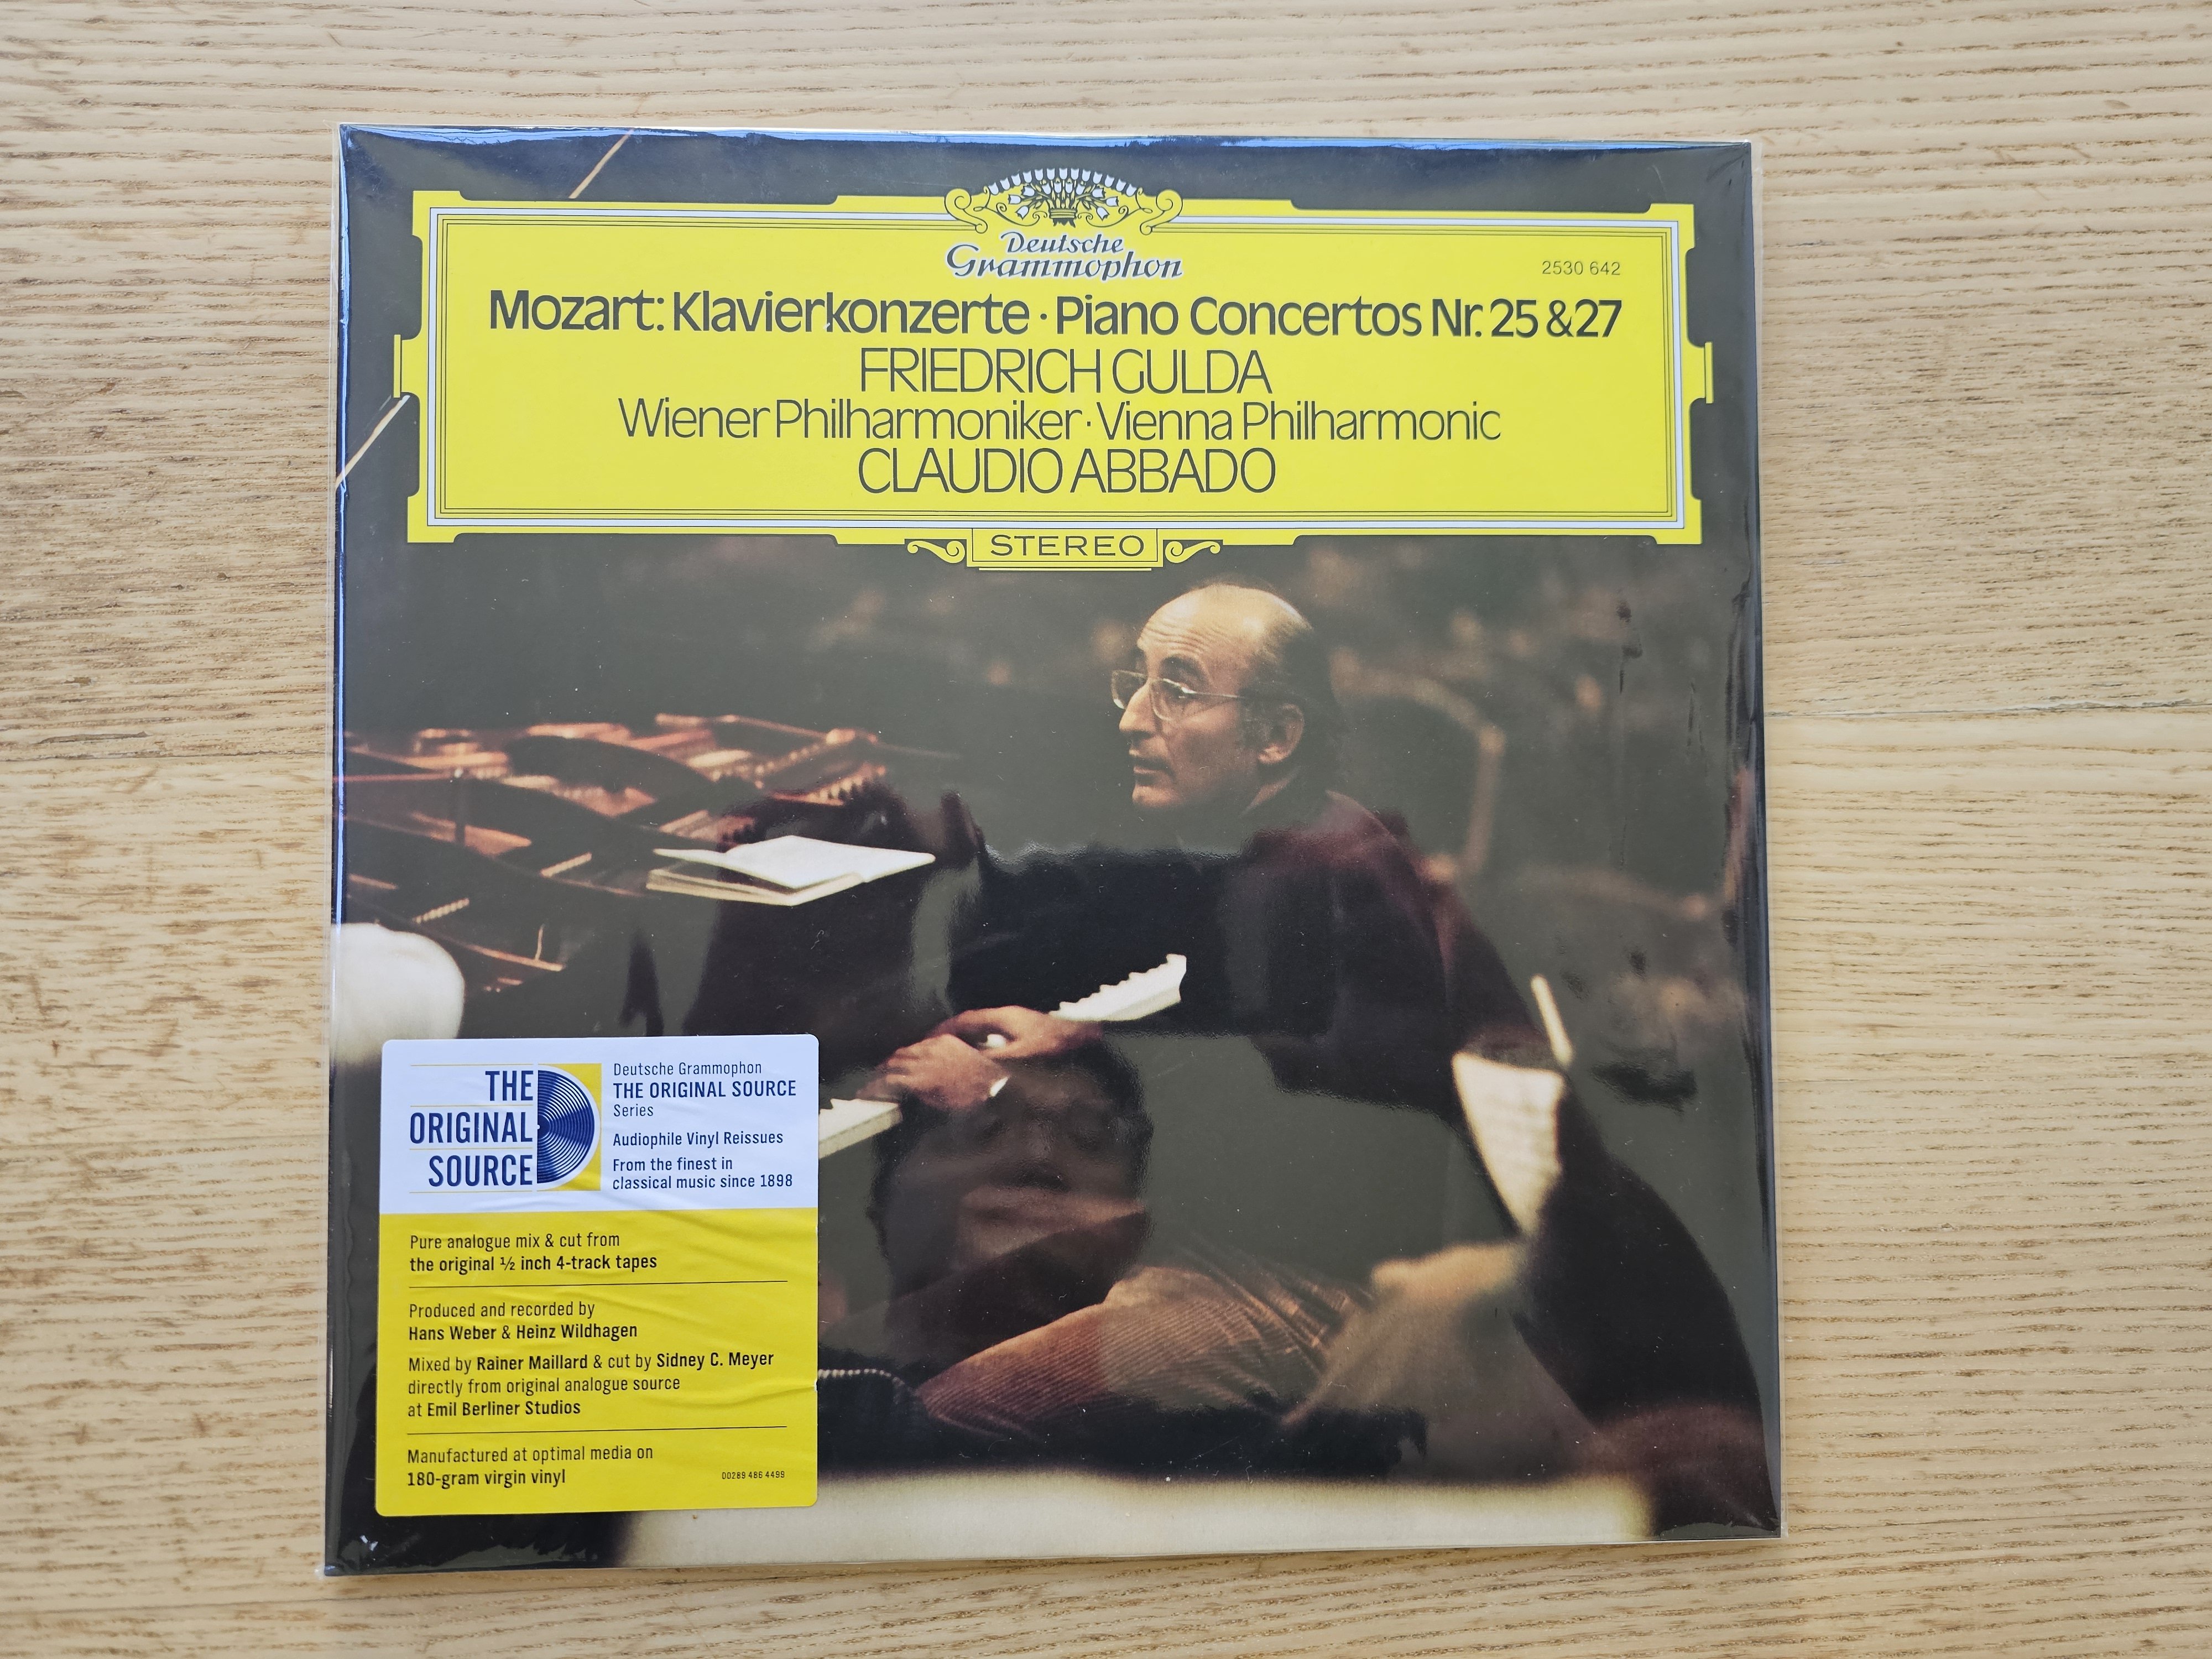 Deutsche
Grammophon
2530 642
Mozart: Klavierkonzerte · Piano Concertos Nr. 25 & 27
FRIEDRICH GULDA
Wiener Philharmoniker · Vienna Philharmonic
CLAUDIO ABBADO
STEREO
THE
ORIGINAL
SOURCE
Deutsche Grammophon
THE ORIGINAL SOURCE
Series
Audiophile Vinyl Reissues
From the finest in
classical music since 1898
Pure analogue mix & cut from
the original ½ inch 4-track tapes
Produced and recorded by
Hans Weber & Heinz Wildhagen
Mixed by Rainer Maillard & cut by Sidney C. Meyer
directly from original analogue source
at Emil Berliner Studios
Manufactured at optimal media on
180-gram virgin vinyl
00289 486 4499